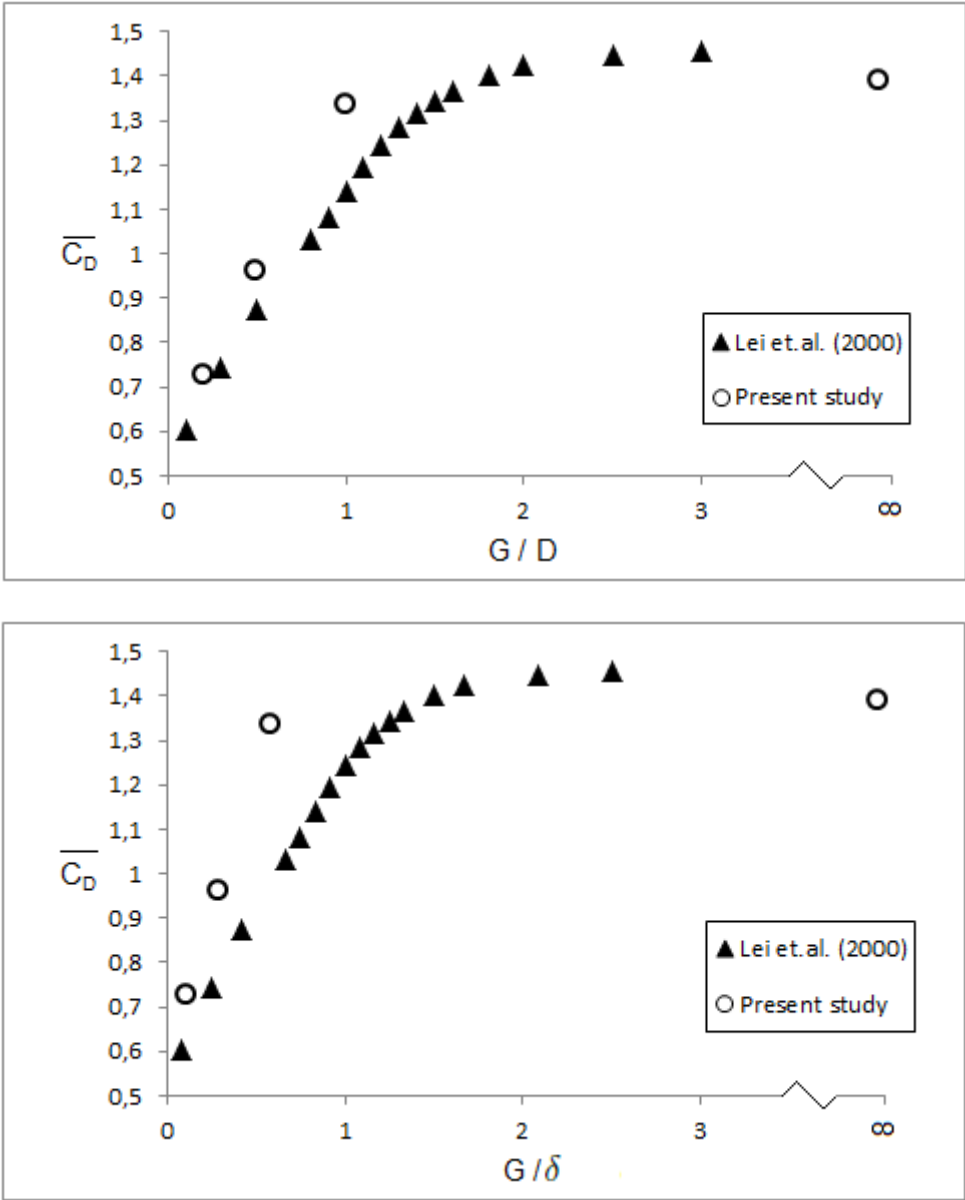 1,5
1,4
1,3
1,2
1,1
1
0,9
0,8
0,7
0,6
0,5
C_D
0 1 2 3 ∞
G / D
Lei et.al. (2000)
Present study
1,5
1,4
1,3
1,2
1,1
1
0,9
0,8
0,7
0,6
0,5
C_D
0 1 2 3 ∞
G / δ
Lei et.al. (2000)
Present study